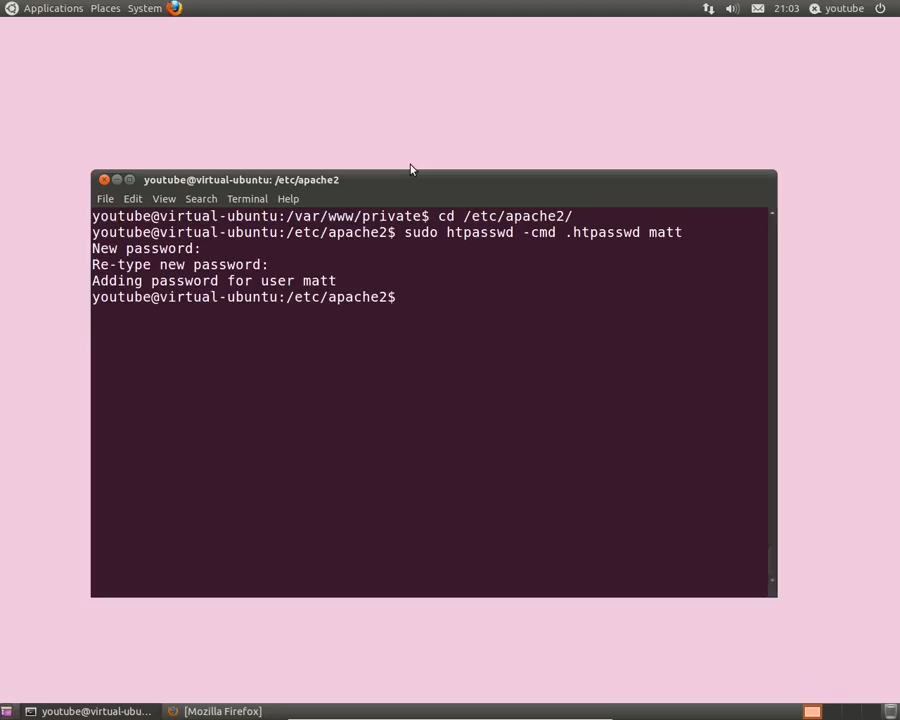 Applications Places System 21:03 youtube
youtube@virtual-ubuntu: /etc/apache2
File Edit View Search Terminal Help
youtube@virtual-ubuntu:/var/www/private$ cd /etc/apache2/
youtube@virtual-ubuntu:/etc/apache2$ sudo htpasswd -cmd .htpasswd matt
New password:
Re-type new password:
Adding password for user matt
youtube@virtual-ubuntu:/etc/apache2$
youtube@virtual-ubu... [Mozilla Firefox]